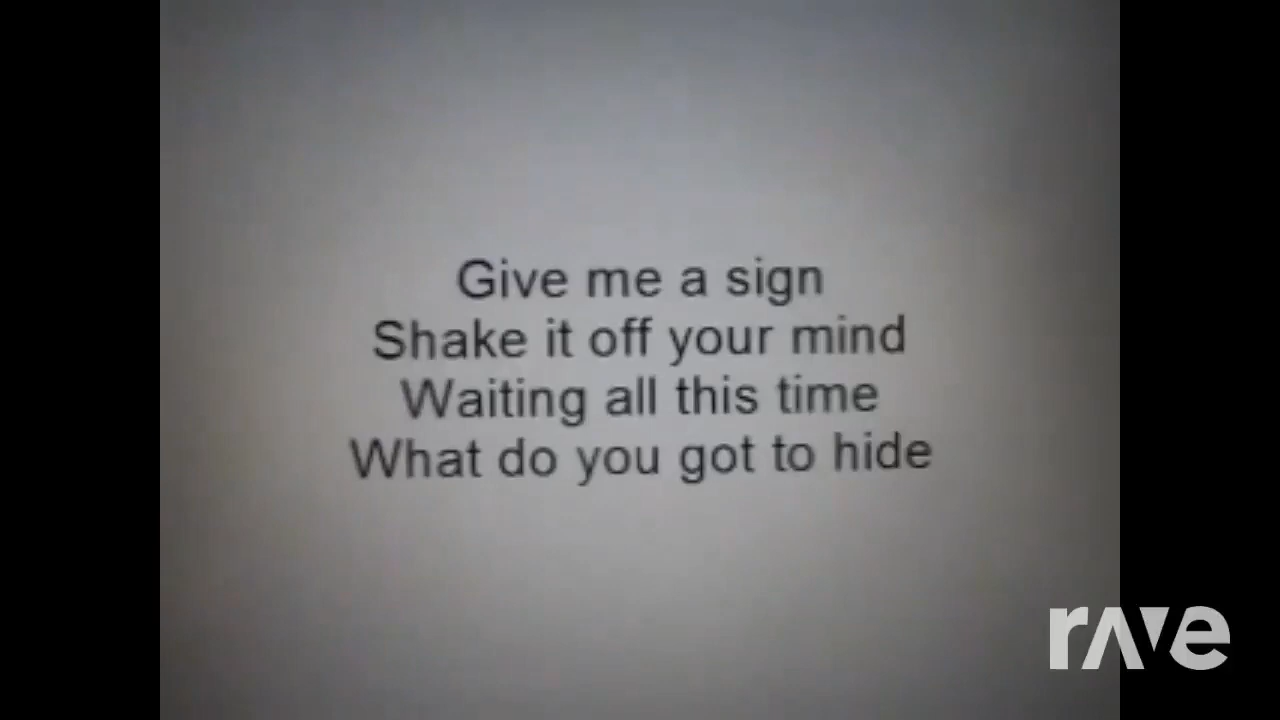 Give me a sign
Shake it off your mind
Waiting all this time
What do you got to hide
rave